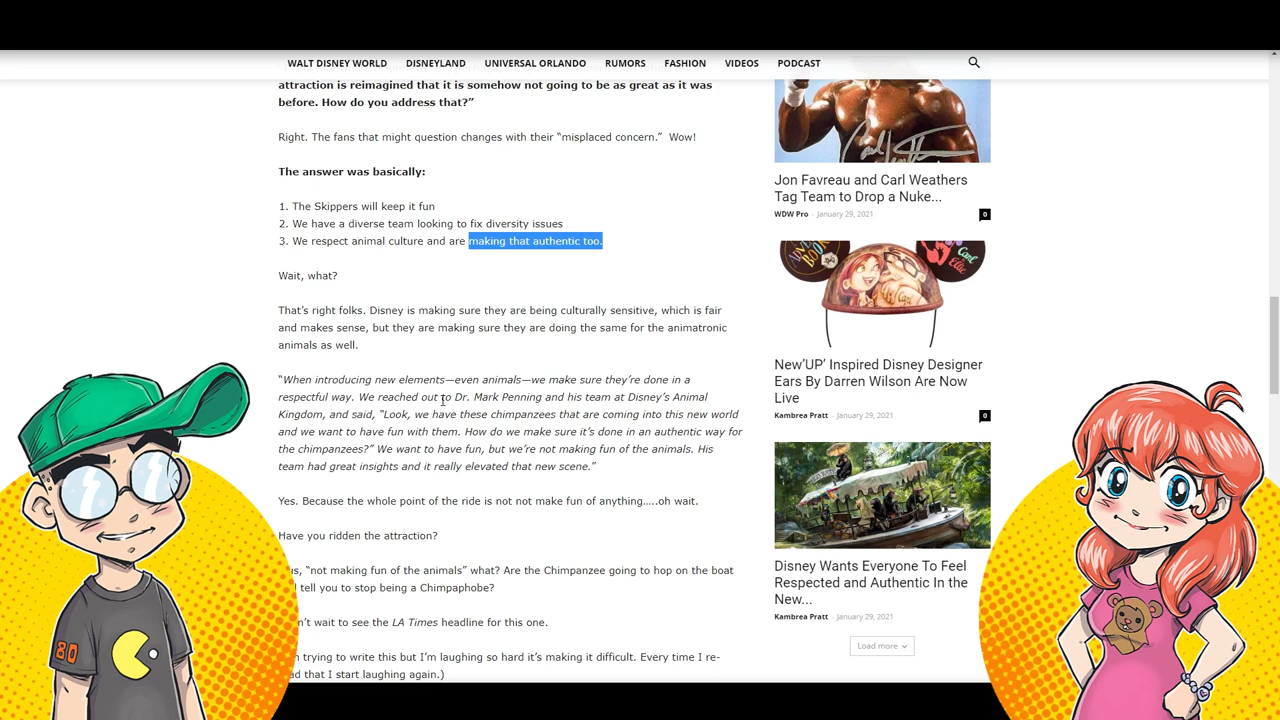 WALT DISNEY WORLD DISNEYLAND UNIVERSAL ORLANDO RUMORS FASHION VIDEOS PODCAST
attraction is reimagined that it is somehow not going to be as great as it was
before. How do you address that?”
Right. The fans that might question changes with their “misplaced concern.” Wow!
The answer was basically:
1. The Skippers will keep it fun
2. We have a diverse team looking to fix diversity issues
3. We respect animal culture and are making that authentic too.
Wait, what?
That’s right folks. Disney is making sure they are being culturally sensitive, which is fair
and makes sense, but they are making sure they are doing the same for the animatronic
animals as well.
“When introducing new elements—even animals—we make sure they’re done in a
respectful way. We reached out to Dr. Mark Penning and his team at Disney’s Animal
Kingdom, and said, “Look, we have these chimpanzees that are coming into this new world
and we want to have fun with them. How do we make sure it’s done in an authentic way for
the chimpanzees?” We want to have fun, but we’re not making fun of the animals. His
team had great insights and it really elevated that new scene.”
Yes. Because the whole point of the ride is not not make fun of anything…..oh wait.
Have you ridden the attraction?
“not making fun of the animals” what? Are the Chimpanzee going to hop on the boat
tell you to stop being a Chimpaphobe?
wait to see the LA Times headline for this one.
trying to write this but I’m laughing so hard it’s making it difficult. Every time I re-
that I start laughing again.)
Jon Favreau and Carl Weathers
Tag Team to Drop a Nuke...
WDW Pro - January 29, 2021 0
New’UP’ Inspired Disney Designer
Ears By Darren Wilson Are Now
Live
Kambrea Pratt - January 29, 2021 0
Disney Wants Everyone To Feel
Respected and Authentic In the
New...
Kambrea Pratt - January 29, 2021
Load more
80